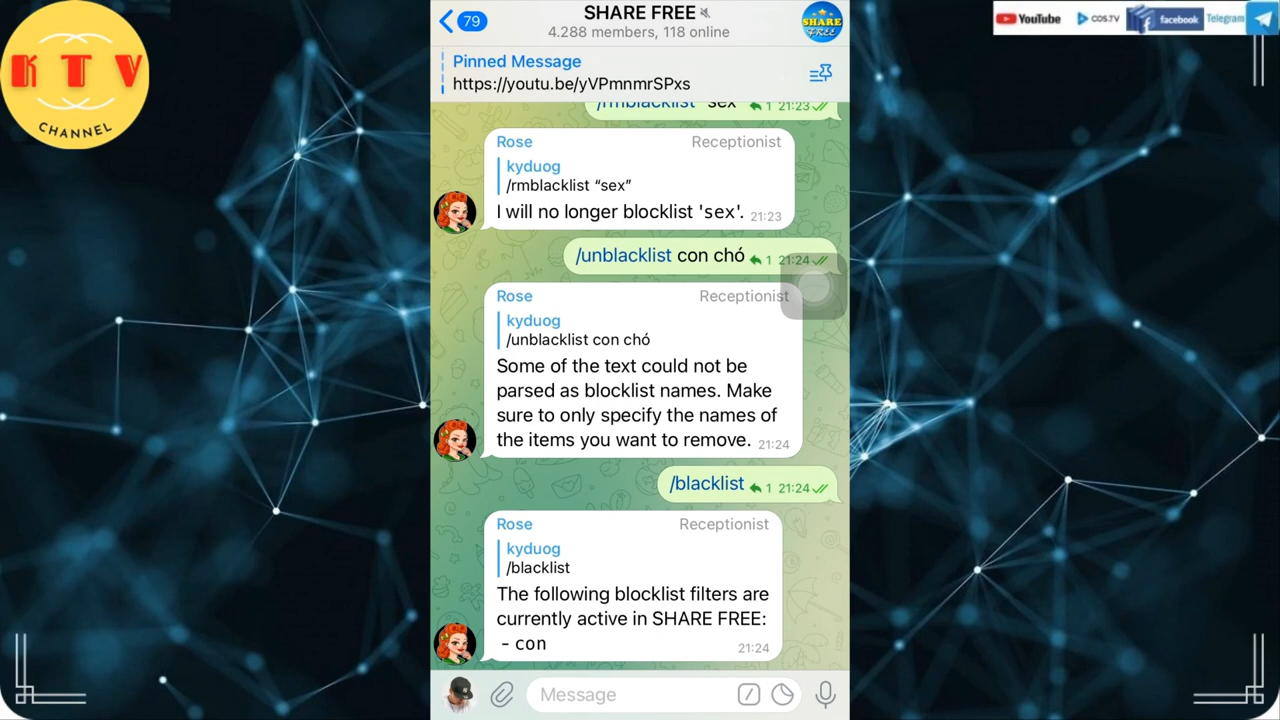 K T V
CHANNEL
79
SHARE FREE
4.288 members, 118 online
SHARE FREE
YouTube
COS.TV
facebook
Telegram
Pinned Message
https://youtu.be/yVPmnmrSPxs
/rmblacklist "sex" 1 21:23
Rose Receptionist
kyduog
/rmblacklist “sex”
I will no longer blocklist 'sex'. 21:23
/unblacklist con chó 1 21:24
Rose Receptionist
kyduog
/unblacklist con chó
Some of the text could not be
parsed as blocklist names. Make
sure to only specify the names of
the items you want to remove. 21:24
/blacklist 1 21:24
Rose Receptionist
kyduog
/blacklist
The following blocklist filters are
currently active in SHARE FREE:
- con 21:24
Message